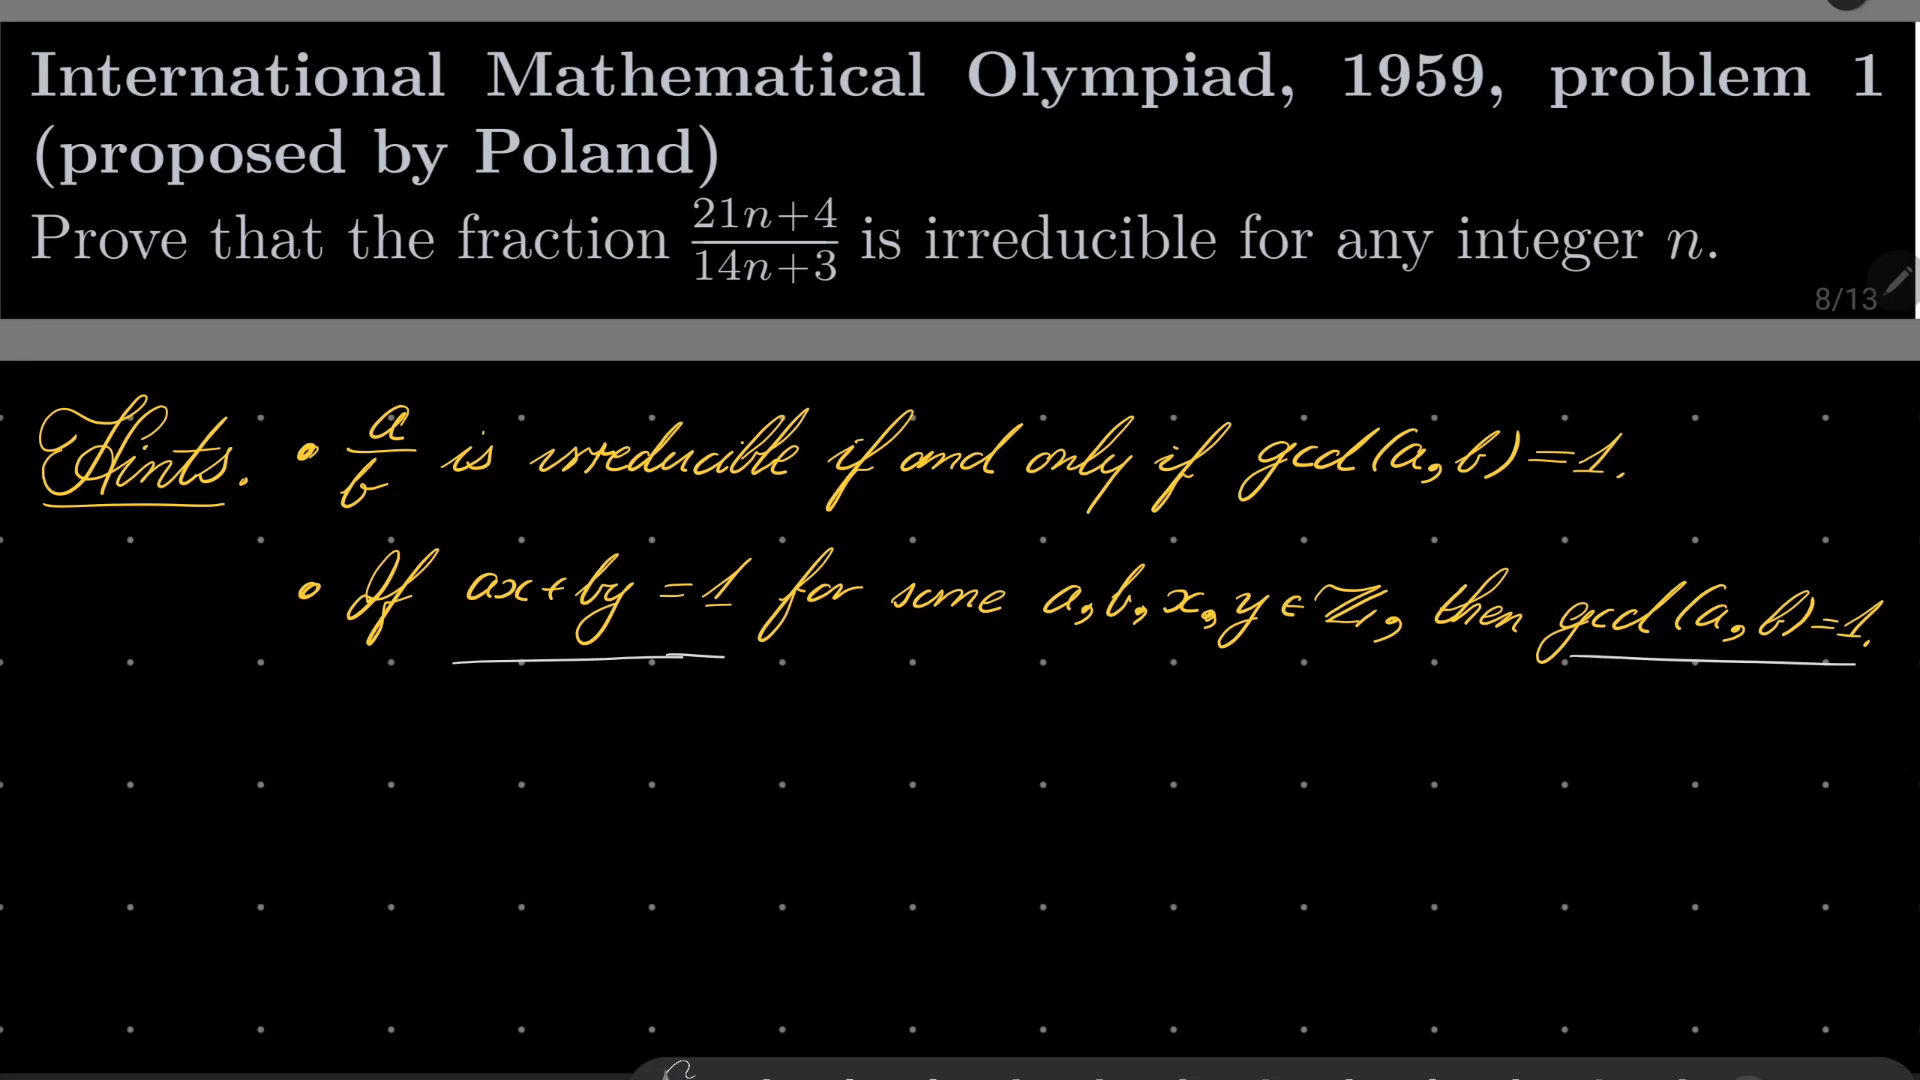 International Mathematical Olympiad, 1959, problem 1
(proposed by Poland)
Prove that the fraction \frac{21n+4}{14n+3} is irreducible for any integer n.
8/13
Hints. • \frac{a}{b} is irreducible if and only if gcd(a, b)=1.
• If ax+by=1 for some a, b, x, y ∈ ℤ, then gcd(a, b)=1.